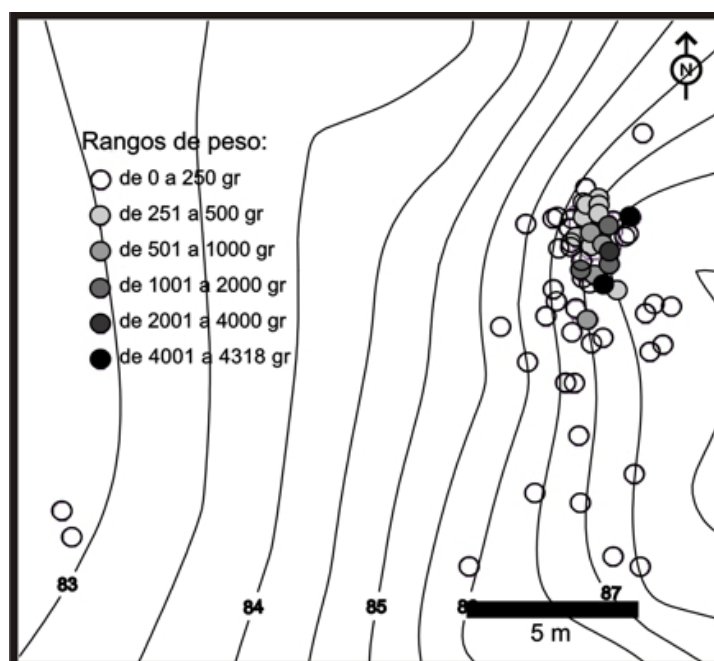 N
Rangos de peso:
de 0 a 250 gr
de 251 a 500 gr
de 501 a 1000 gr
de 1001 a 2000 gr
de 2001 a 4000 gr
de 4001 a 4318 gr
83
84
85
87
5 m